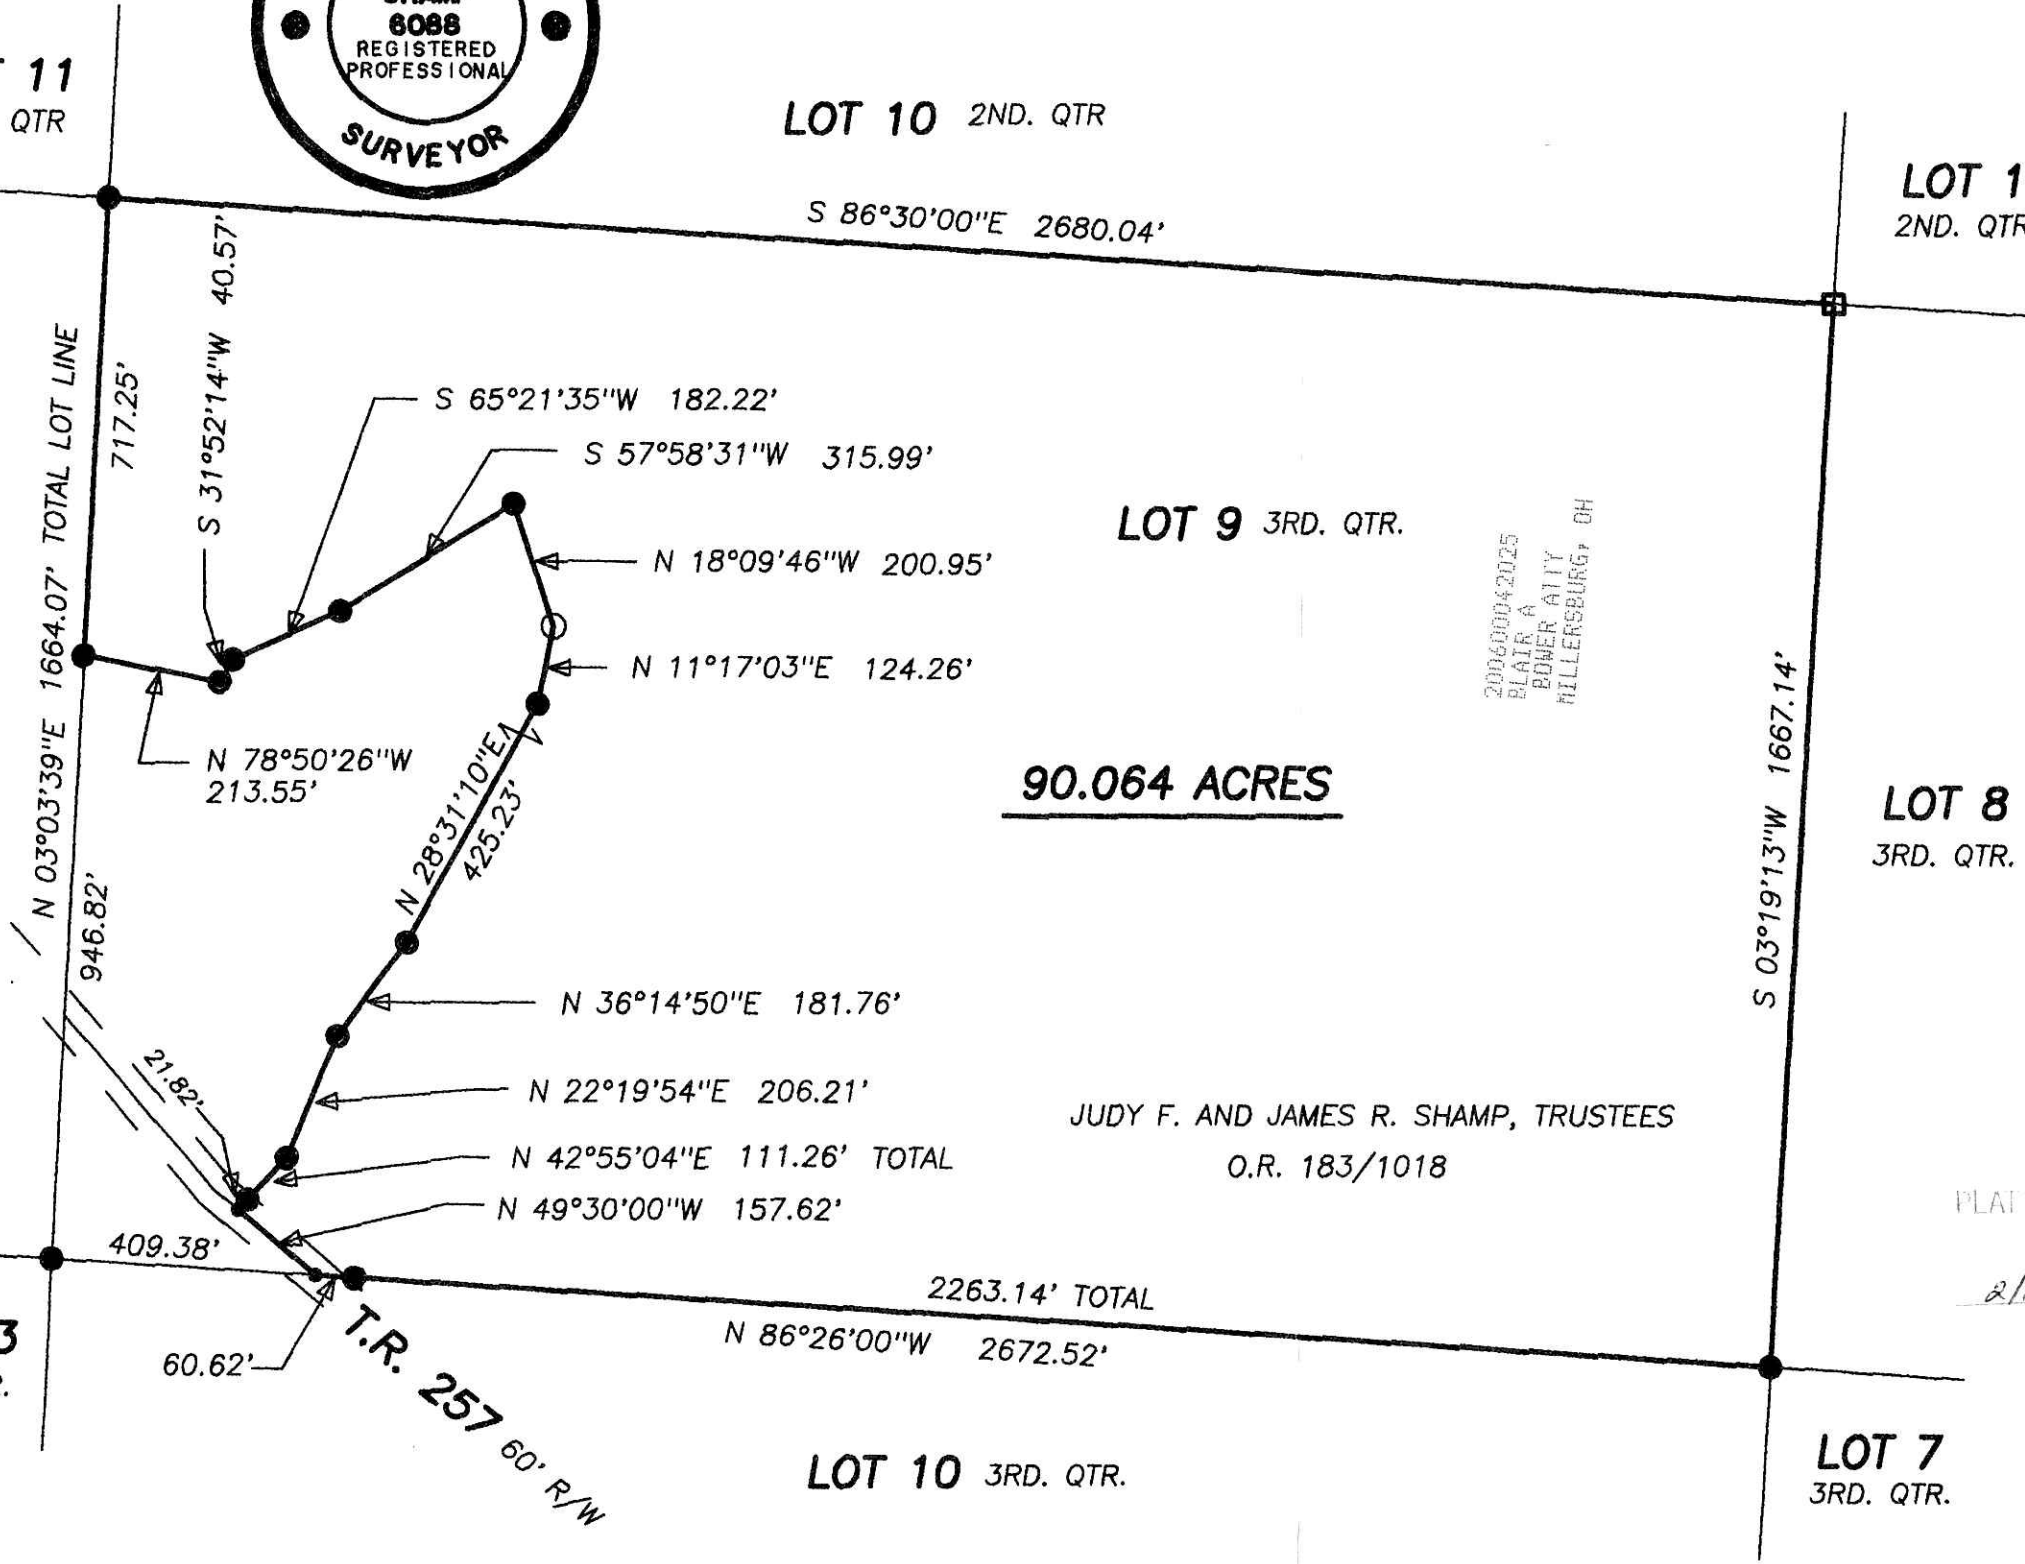 6088
REGISTERED
PROFESSIONAL
SURVEYOR
11
QTR
LOT 10 2ND. QTR
LOT 1
2ND. QTR
S 86°30'00"E 2680.04'
N 03°03'39"E 1664.07' TOTAL LOT LINE
717.25'
S 31°52'14"W 40.57'
S 65°21'35"W 182.22'
S 57°58'31"W 315.99'
N 18°09'46"W 200.95'
N 11°17'03"E 124.26'
LOT 9 3RD. QTR.
200600042025
BLAIR A
BOWER ATTY
MILLERSBURG, OH
N 78°50'26"W
213.55'
N 28°31'10"E
425.23'
90.064 ACRES
S 03°19'13"W 1667.14'
LOT 8
3RD. QTR.
946.82'
N 36°14'50"E 181.76'
21.82'
N 22°19'54"E 206.21'
N 42°55'04"E 111.26' TOTAL
N 49°30'00"W 157.62'
JUDY F. AND JAMES R. SHAMP, TRUSTEES
O.R. 183/1018
PLAT
2/
409.38'
2263.14' TOTAL
N 86°26'00"W 2672.52'
60.62'
3
T.R. 257 60' R/W
LOT 10 3RD. QTR.
LOT 7
3RD. QTR.